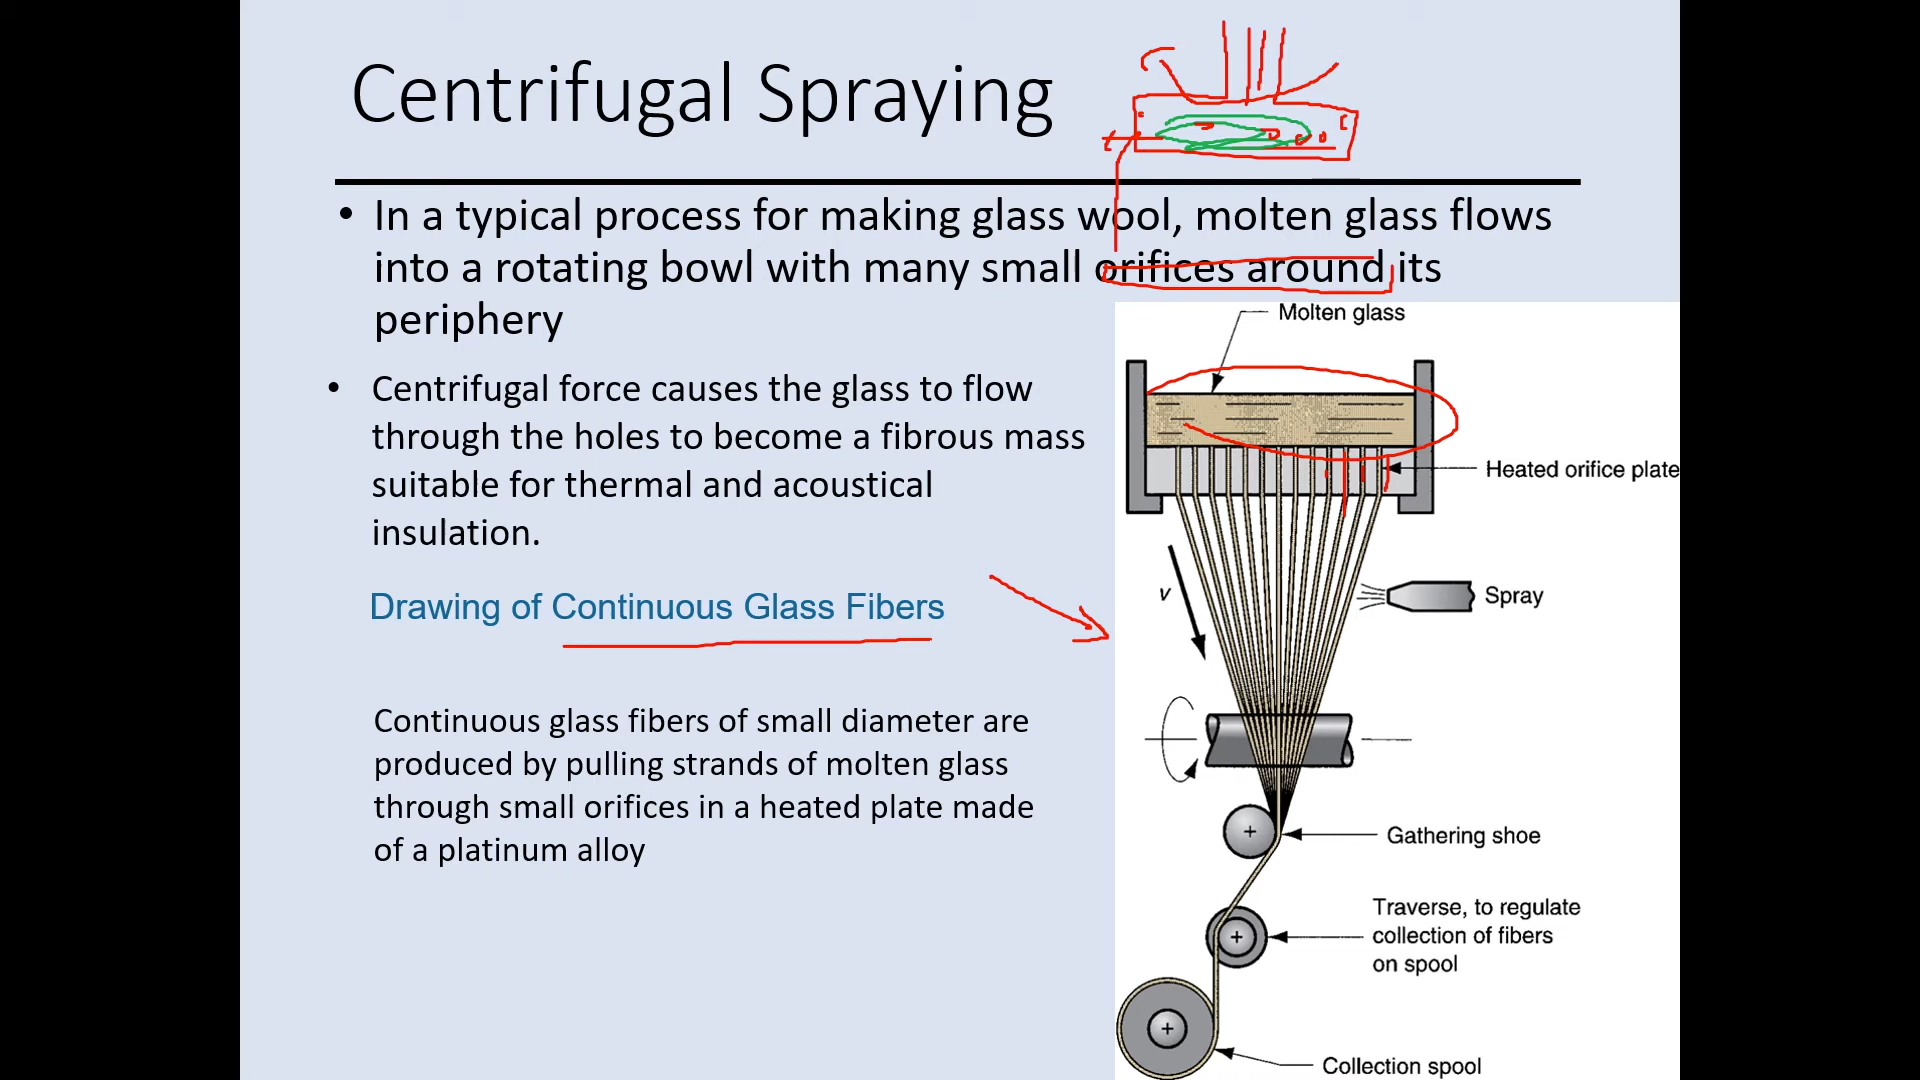 Centrifugal Spraying
• In a typical process for making glass wool, molten glass flows
into a rotating bowl with many small orifices around its
periphery
• Centrifugal force causes the glass to flow
through the holes to become a fibrous mass
suitable for thermal and acoustical
insulation.
Drawing of Continuous Glass Fibers
Continuous glass fibers of small diameter are
produced by pulling strands of molten glass
through small orifices in a heated plate made
of a platinum alloy
Molten glass
Heated orifice plate
v
Spray
Gathering shoe
Traverse, to regulate
collection of fibers
on spool
Collection spool